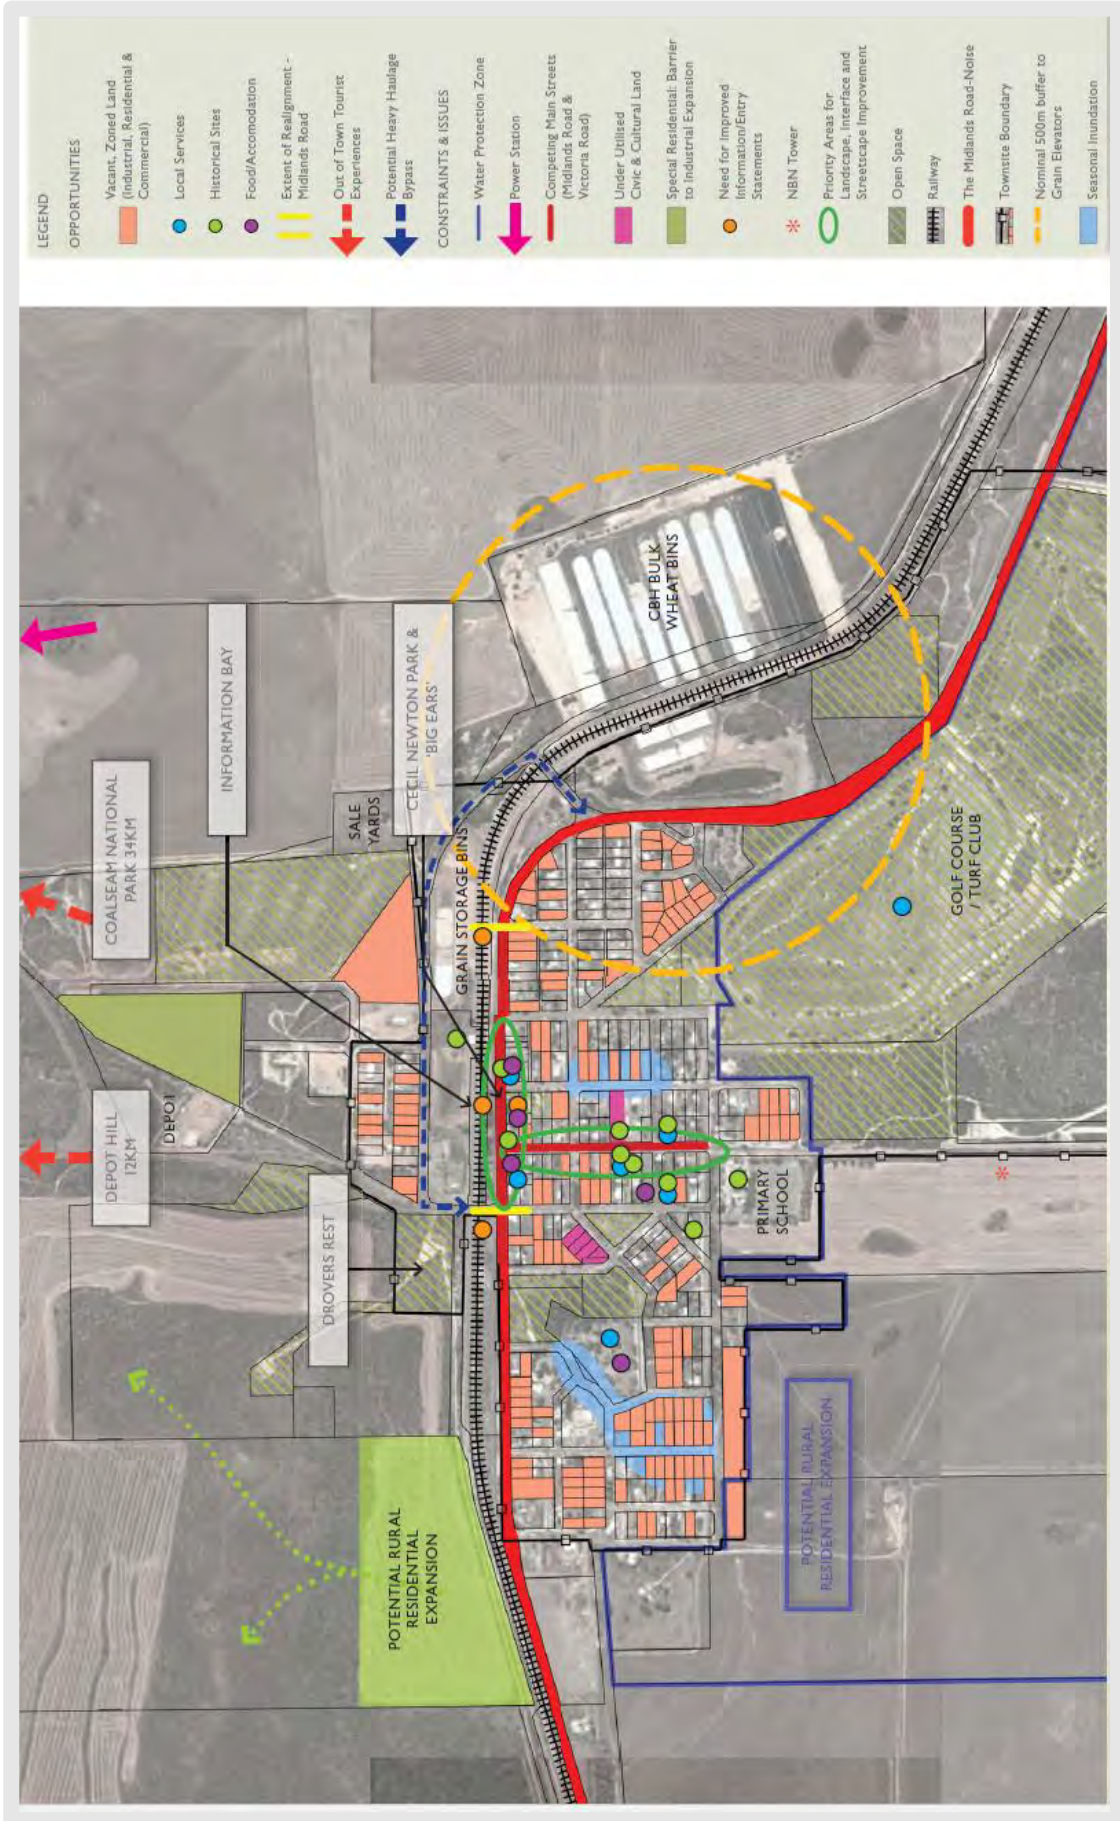 LEGEND
OPPORTUNITIES
Vacant, Zoned Land
(Industrial, Residential &
Commercial)
Local Services
Historical Sites
Food/Accomodation
Extent of Realignment -
Midlands Road
Out of Town Tourist
Experiences
Potential Heavy Haulage
Bypass
CONSTRAINTS & ISSUES
Water Protection Zone
Power Station
Competing Main Streets
(Midlands Road &
Victoria Road)
Under Utilised
Civic & Cultural Land
Special Residential: Barrier
to Industrial Expansion
Need for Improved
Information/Entry
Statements
NBN Tower
Priority Areas for
Landscape, Interface and
Streetscape Improvement
Open Space
Railway
The Midlands Road-Noise
Townsite Boundary
Nominal 500m buffer to
Grain Elevators
Seasonal Inundation
DEPOT HILL
12KM
COALSEAM NATIONAL
PARK 34KM
INFORMATION BAY
DEPOT
SALE
YARDS
DROVERS REST
CECIL NEWTON PARK &
'BIG EARS'
GRAIN STORAGE BINS
POTENTIAL RURAL
RESIDENTIAL
EXPANSION
CBH BULK
WHEAT BINS
PRIMARY
SCHOOL
POTENTIAL RURAL
RESIDENTIAL EXPANSION
GOLF COURSE
/ TURF CLUB